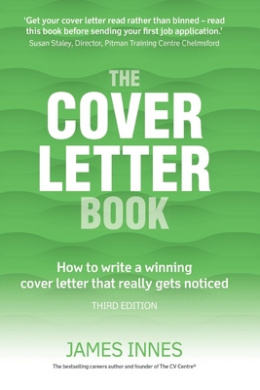 'Get your cover letter read rather than binned – read
this book before sending your first job application.'
Susan Staley, Director, Pitman Training Centre Chelmsford
THE
COVER
LETTER
BOOK
How to write a winning
cover letter that really gets noticed
THIRD EDITION
JAMES INNES
The bestselling careers author and founder of The CV Centre®